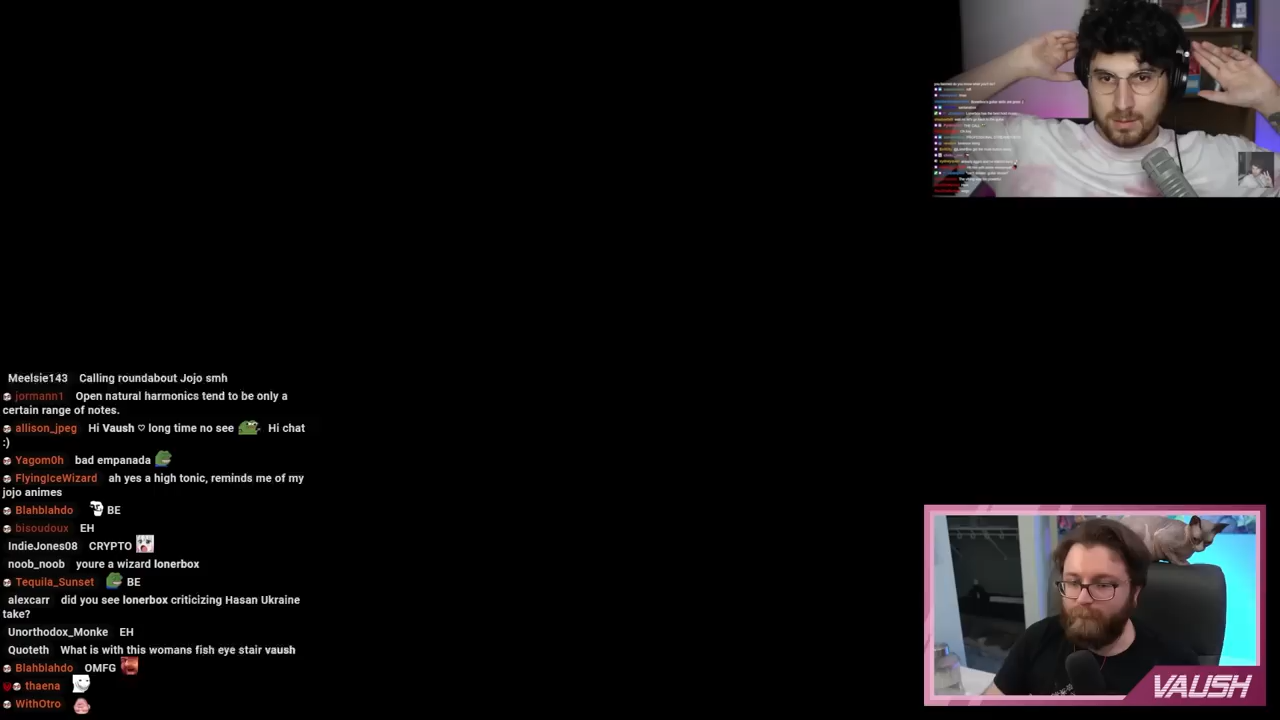 Meelsie143 Calling roundabout Jojo smh
jormann1 Open natural harmonics tend to be only a
certain range of notes.
allison_jpeg Hi Vaush ♡ long time no see Hi chat
:)
Yagom0h bad empanada
FlyingIceWizard ah yes a high tonic, reminds me of my
jojo animes
Blahblahdo BE
bisoudoux EH
IndieJones08 CRYPTO
noob_noob youre a wizard lonerbox
Tequila_Sunset BE
alexcarr did you see lonerbox criticizing Hasan Ukraine
take?
Unorthodox_Monke EH
Quoteth What is with this womans fish eye stair vaush
Blahblahdo OMFG
thaena
WithOtro
VAUSH